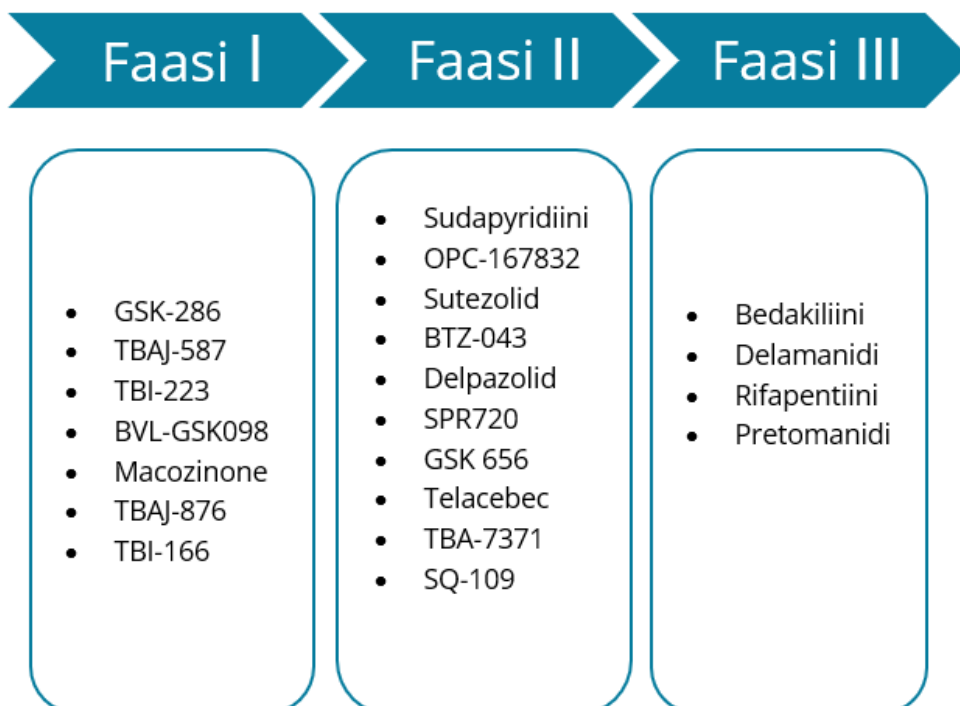 Faasi I
Faasi II
Faasi III
• GSK-286
• TBAJ-587
• TBI-223
• BVL-GSK098
• Macozinone
• TBAJ-876
• TBI-166
• Sudapyridiini
• OPC-167832
• Sutezolid
• BTZ-043
• Delpazolid
• SPR720
• GSK 656
• Telacebec
• TBA-7371
• SQ-109
• Bedakiliini
• Delamanidi
• Rifapentiini
• Pretomanidi